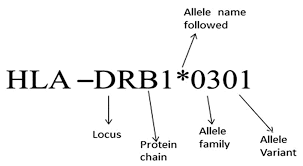 Allele name
followed
HLA –DRB1*0301
Locus
Protein
chain
Allele
family
Allele
Variant